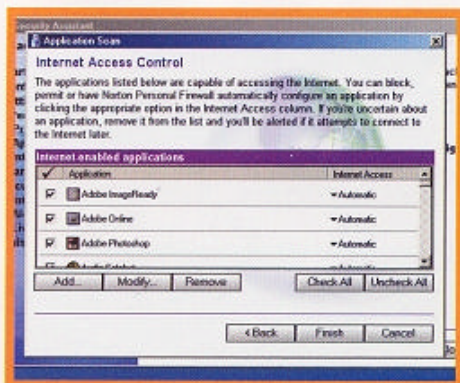 Security Assistant
Application Scan
Internet Access Control
The applications listed below are capable of accessing the Internet. You can block,
permit or have Norton Personal Firewall automatically configure an application by
clicking the appropriate option in the Internet Access column. If you're uncertain about
an application, remove it from the list and you'll be alerted if it attempts to connect to
the Internet later.
Internet-enabled applications
Application Internet Access
Adobe ImageReady Automatic
Adobe Online Automatic
Adobe Photoshop Automatic
Add... Modify... Remove Check All Uncheck All
< Back Finish Cancel